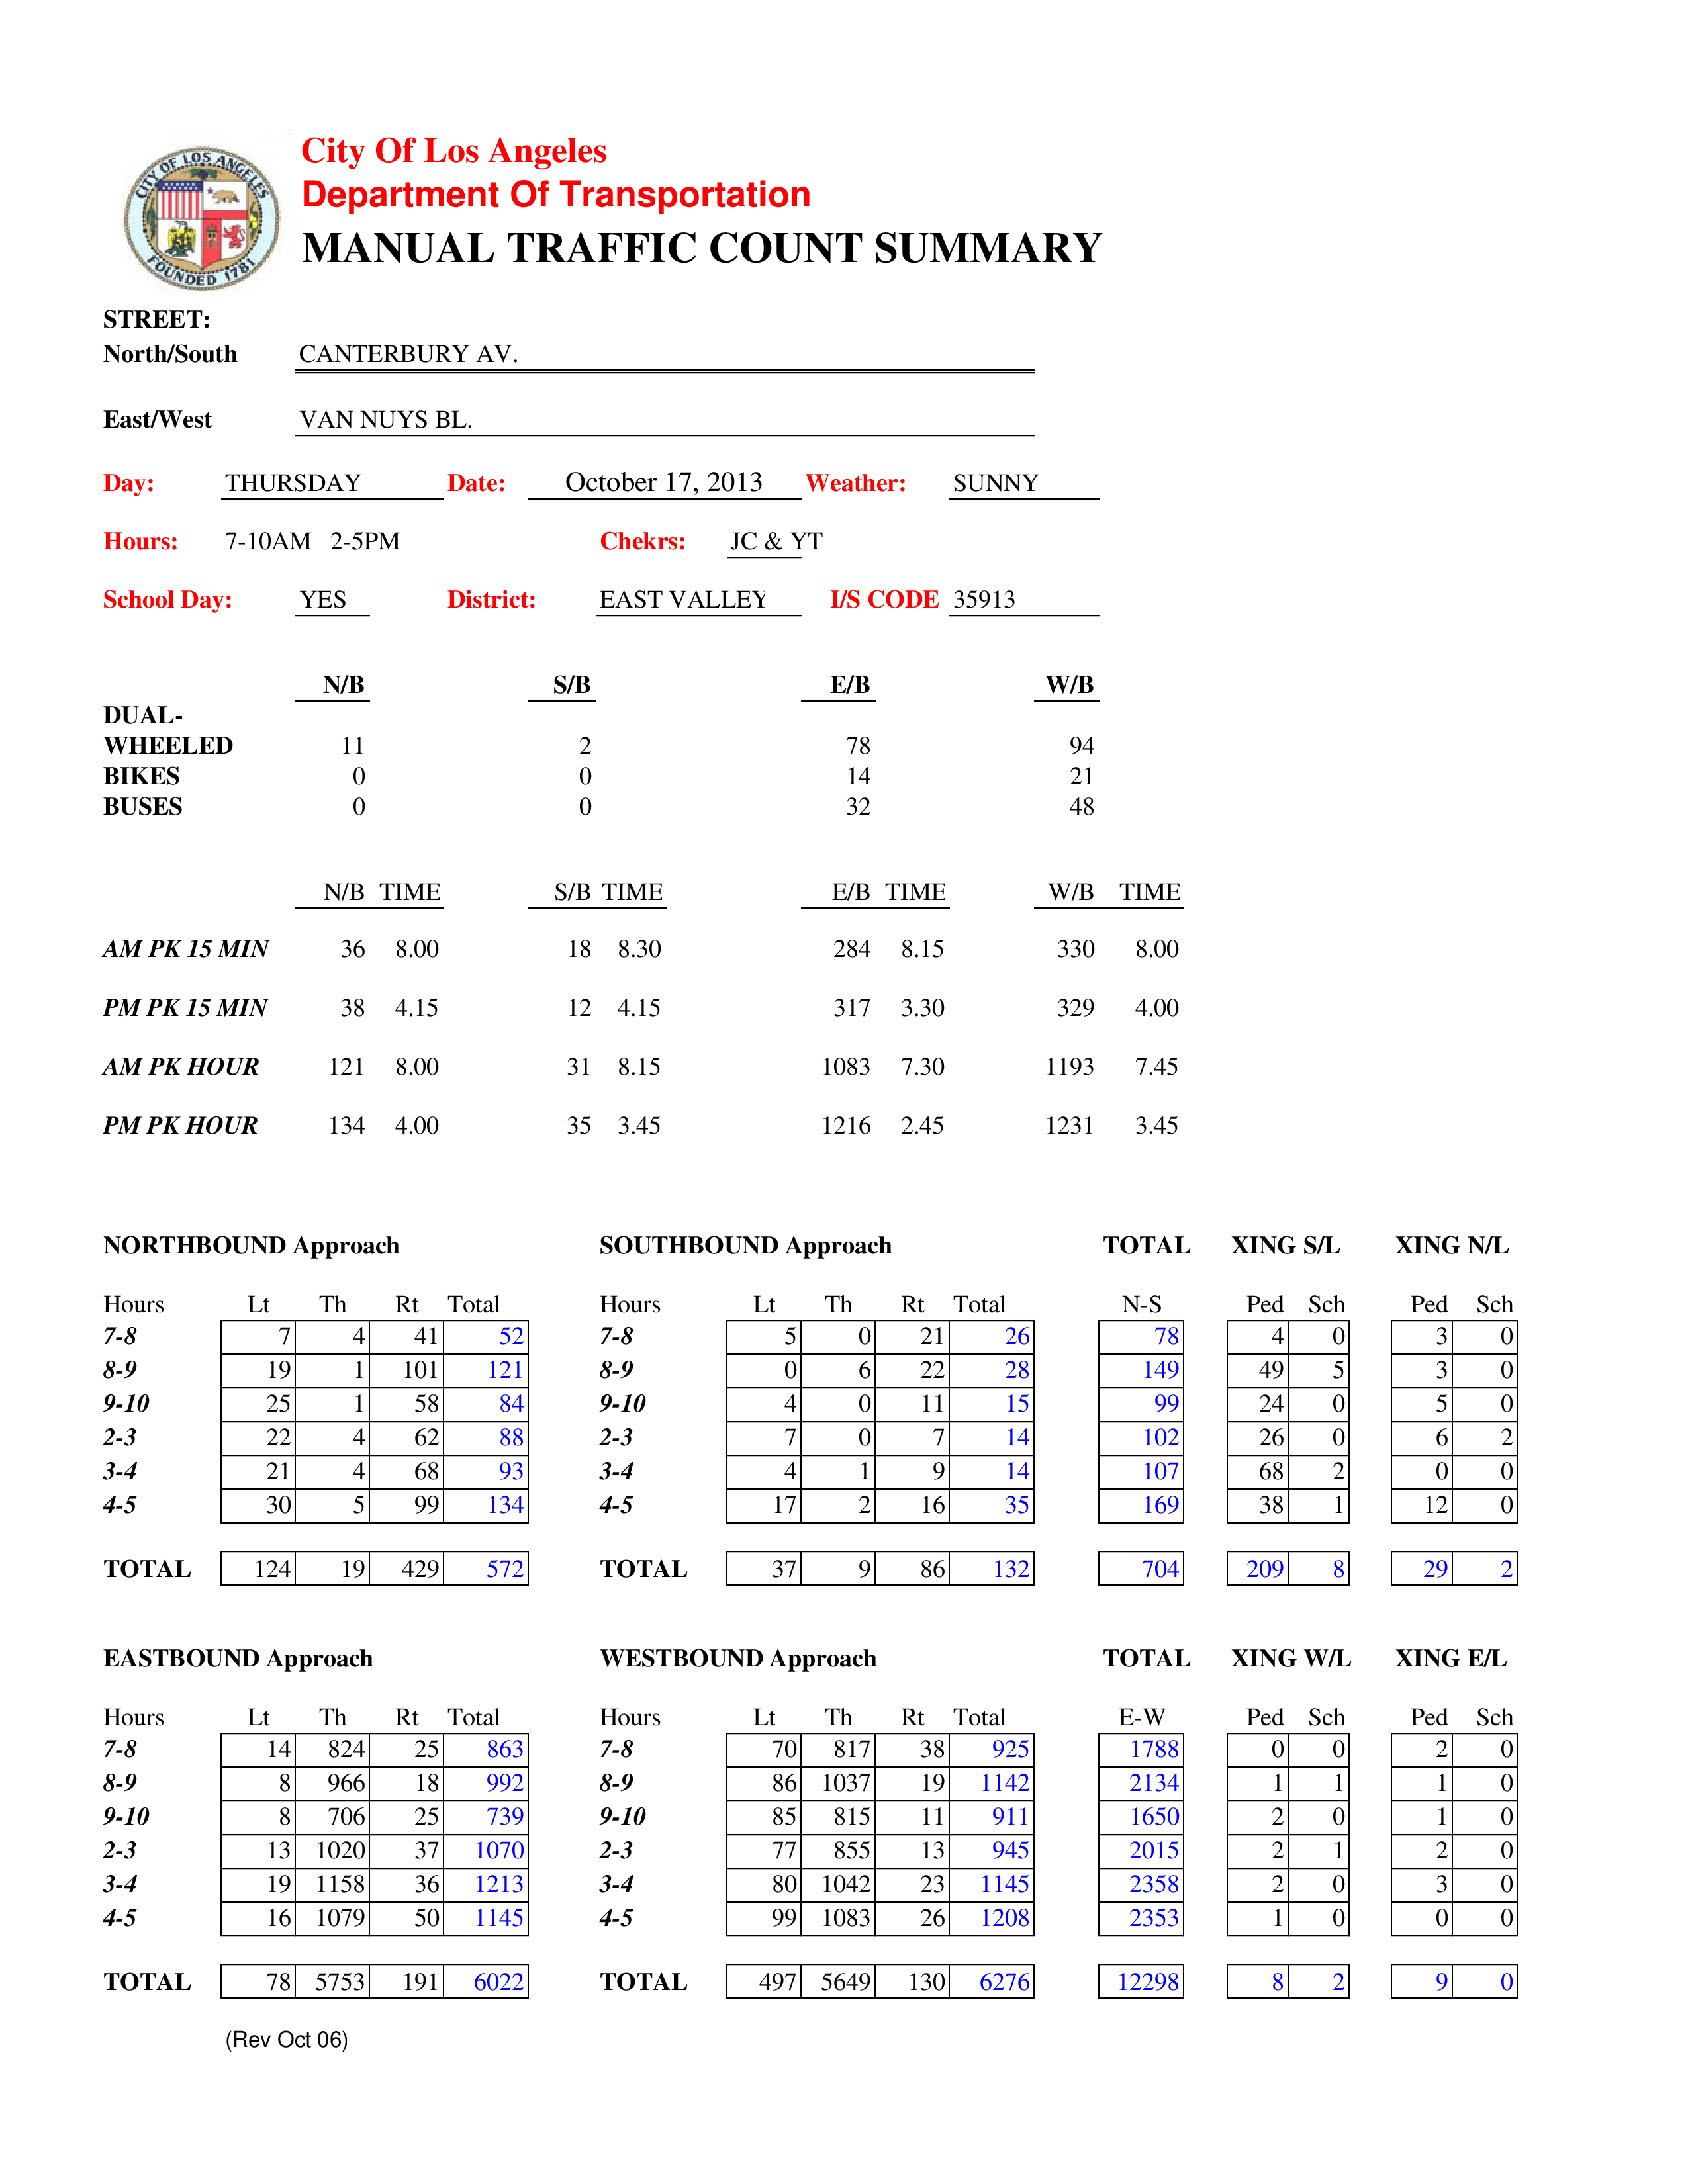 CITY OF LOS ANGELES
FOUNDED 1781
City Of Los Angeles
Department Of Transportation
MANUAL TRAFFIC COUNT SUMMARY
STREET:
North/South CANTERBURY AV.
East/West VAN NUYS BL.
Day: THURSDAY Date: October 17, 2013 Weather: SUNNY
Hours: 7-10AM 2-5PM Chekrs: JC & YT
School Day: YES District: EAST VALLEY I/S CODE 35913
N/B S/B E/B W/B
DUAL-
WHEELED 11 2 78 94
BIKES 0 0 14 21
BUSES 0 0 32 48
N/B TIME S/B TIME E/B TIME W/B TIME
AM PK 15 MIN 36 8.00 18 8.30 284 8.15 330 8.00
PM PK 15 MIN 38 4.15 12 4.15 317 3.30 329 4.00
AM PK HOUR 121 8.00 31 8.15 1083 7.30 1193 7.45
PM PK HOUR 134 4.00 35 3.45 1216 2.45 1231 3.45
NORTHBOUND Approach SOUTHBOUND Approach TOTAL XING S/L XING N/L
Hours Lt Th Rt Total Hours Lt Th Rt Total N-S Ped Sch Ped Sch
7-8 7 4 41 52 7-8 5 0 21 26 78 4 0 3 0
8-9 19 1 101 121 8-9 0 6 22 28 149 49 5 3 0
9-10 25 1 58 84 9-10 4 0 11 15 99 24 0 5 0
2-3 22 4 62 88 2-3 7 0 7 14 102 26 0 6 2
3-4 21 4 68 93 3-4 4 1 9 14 107 68 2 0 0
4-5 30 5 99 134 4-5 17 2 16 35 169 38 1 12 0
TOTAL 124 19 429 572 TOTAL 37 9 86 132 704 209 8 29 2
EASTBOUND Approach WESTBOUND Approach TOTAL XING W/L XING E/L
Hours Lt Th Rt Total Hours Lt Th Rt Total E-W Ped Sch Ped Sch
7-8 14 824 25 863 7-8 70 817 38 925 1788 0 0 2 0
8-9 8 966 18 992 8-9 86 1037 19 1142 2134 1 1 1 0
9-10 8 706 25 739 9-10 85 815 11 911 1650 2 0 1 0
2-3 13 1020 37 1070 2-3 77 855 13 945 2015 2 1 2 0
3-4 19 1158 36 1213 3-4 80 1042 23 1145 2358 2 0 3 0
4-5 16 1079 50 1145 4-5 99 1083 26 1208 2353 1 0 0 0
TOTAL 78 5753 191 6022 TOTAL 497 5649 130 6276 12298 8 2 9 0
(Rev Oct 06)